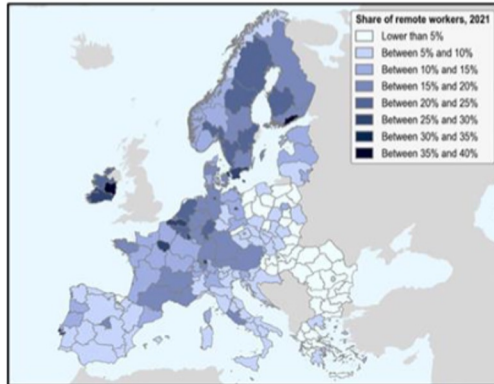 Share of remote workers, 2021
Lower than 5%
Between 5% and 10%
Between 10% and 15%
Between 15% and 20%
Between 20% and 25%
Between 25% and 30%
Between 30% and 35%
Between 35% and 40%